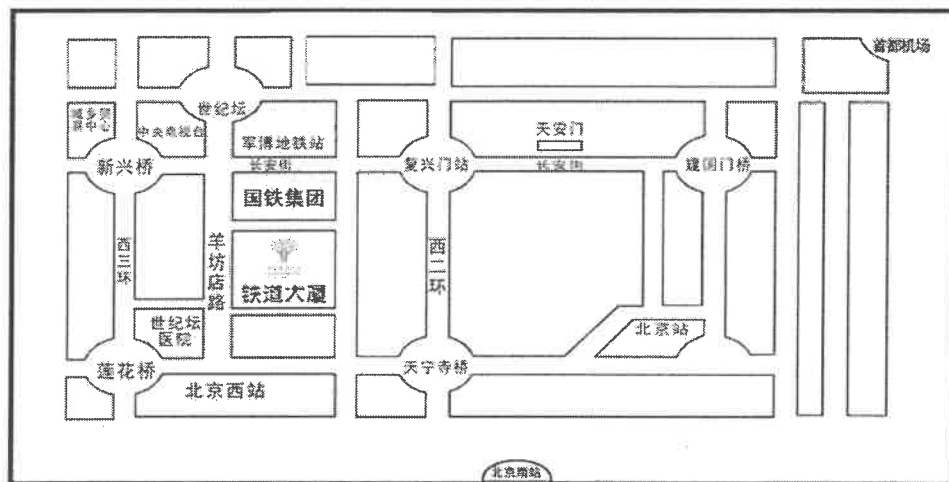 首都机场
城乡贸
易中心
中央电视台
世纪坛
军博地铁站
天安门
新兴桥
长安街
复兴门站
长安街
建国门桥
国铁集团
西三环
羊坊店路
西二环
铁道大厦
世纪坛
医院
北京站
莲花桥
天宁寺桥
北京西站
北京南站